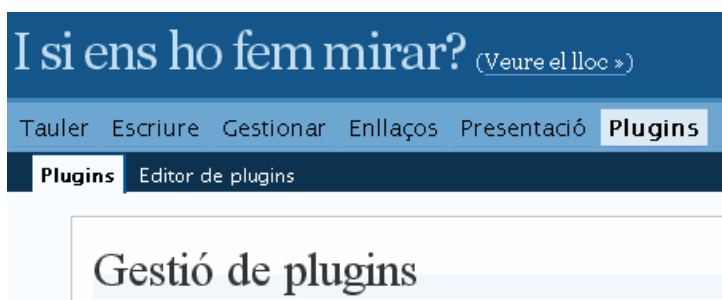 I si ens ho fem mirar? (Veure el lloc »)
Tauler Escriure Gestionar Enllaços Presentació Plugins
Plugins Editor de plugins
Gestió de plugins